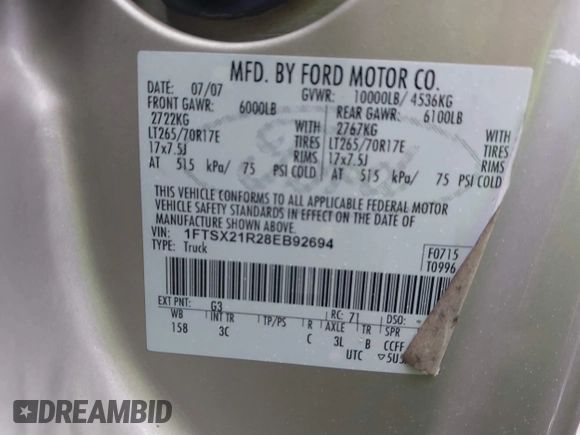 MFD. BY FORD MOTOR CO.
DATE: 07/07 GVWR: 10000LB/ 4536KG
FRONT GAWR: 6000LB REAR GAWR: 6100LB
2722KG WITH 2767KG WITH
LT265/70R17E TIRES LT265/70R17E TIRES
17x7.5J RIMS 17x7.5J RIMS
AT 515 kPa/ 75 PSI COLD AT 515 kPa/ 75 PSI COLD
THIS VEHICLE CONFORMS TO ALL APPLICABLE FEDERAL MOTOR
VEHICLE SAFETY STANDARDS IN EFFECT ON THE DATE OF
MANUFACTURE SHOWN ABOVE.
VIN: 1FTSX21R28EB92694
TYPE: Truck
F0715
T0996
EXT PNT: G3 RC: 71 DSO:
WB INT TR TP/PS R AXLE TR SPR
158 3C C 3L B CCFF
UTC ▽5U5
DREAMBID